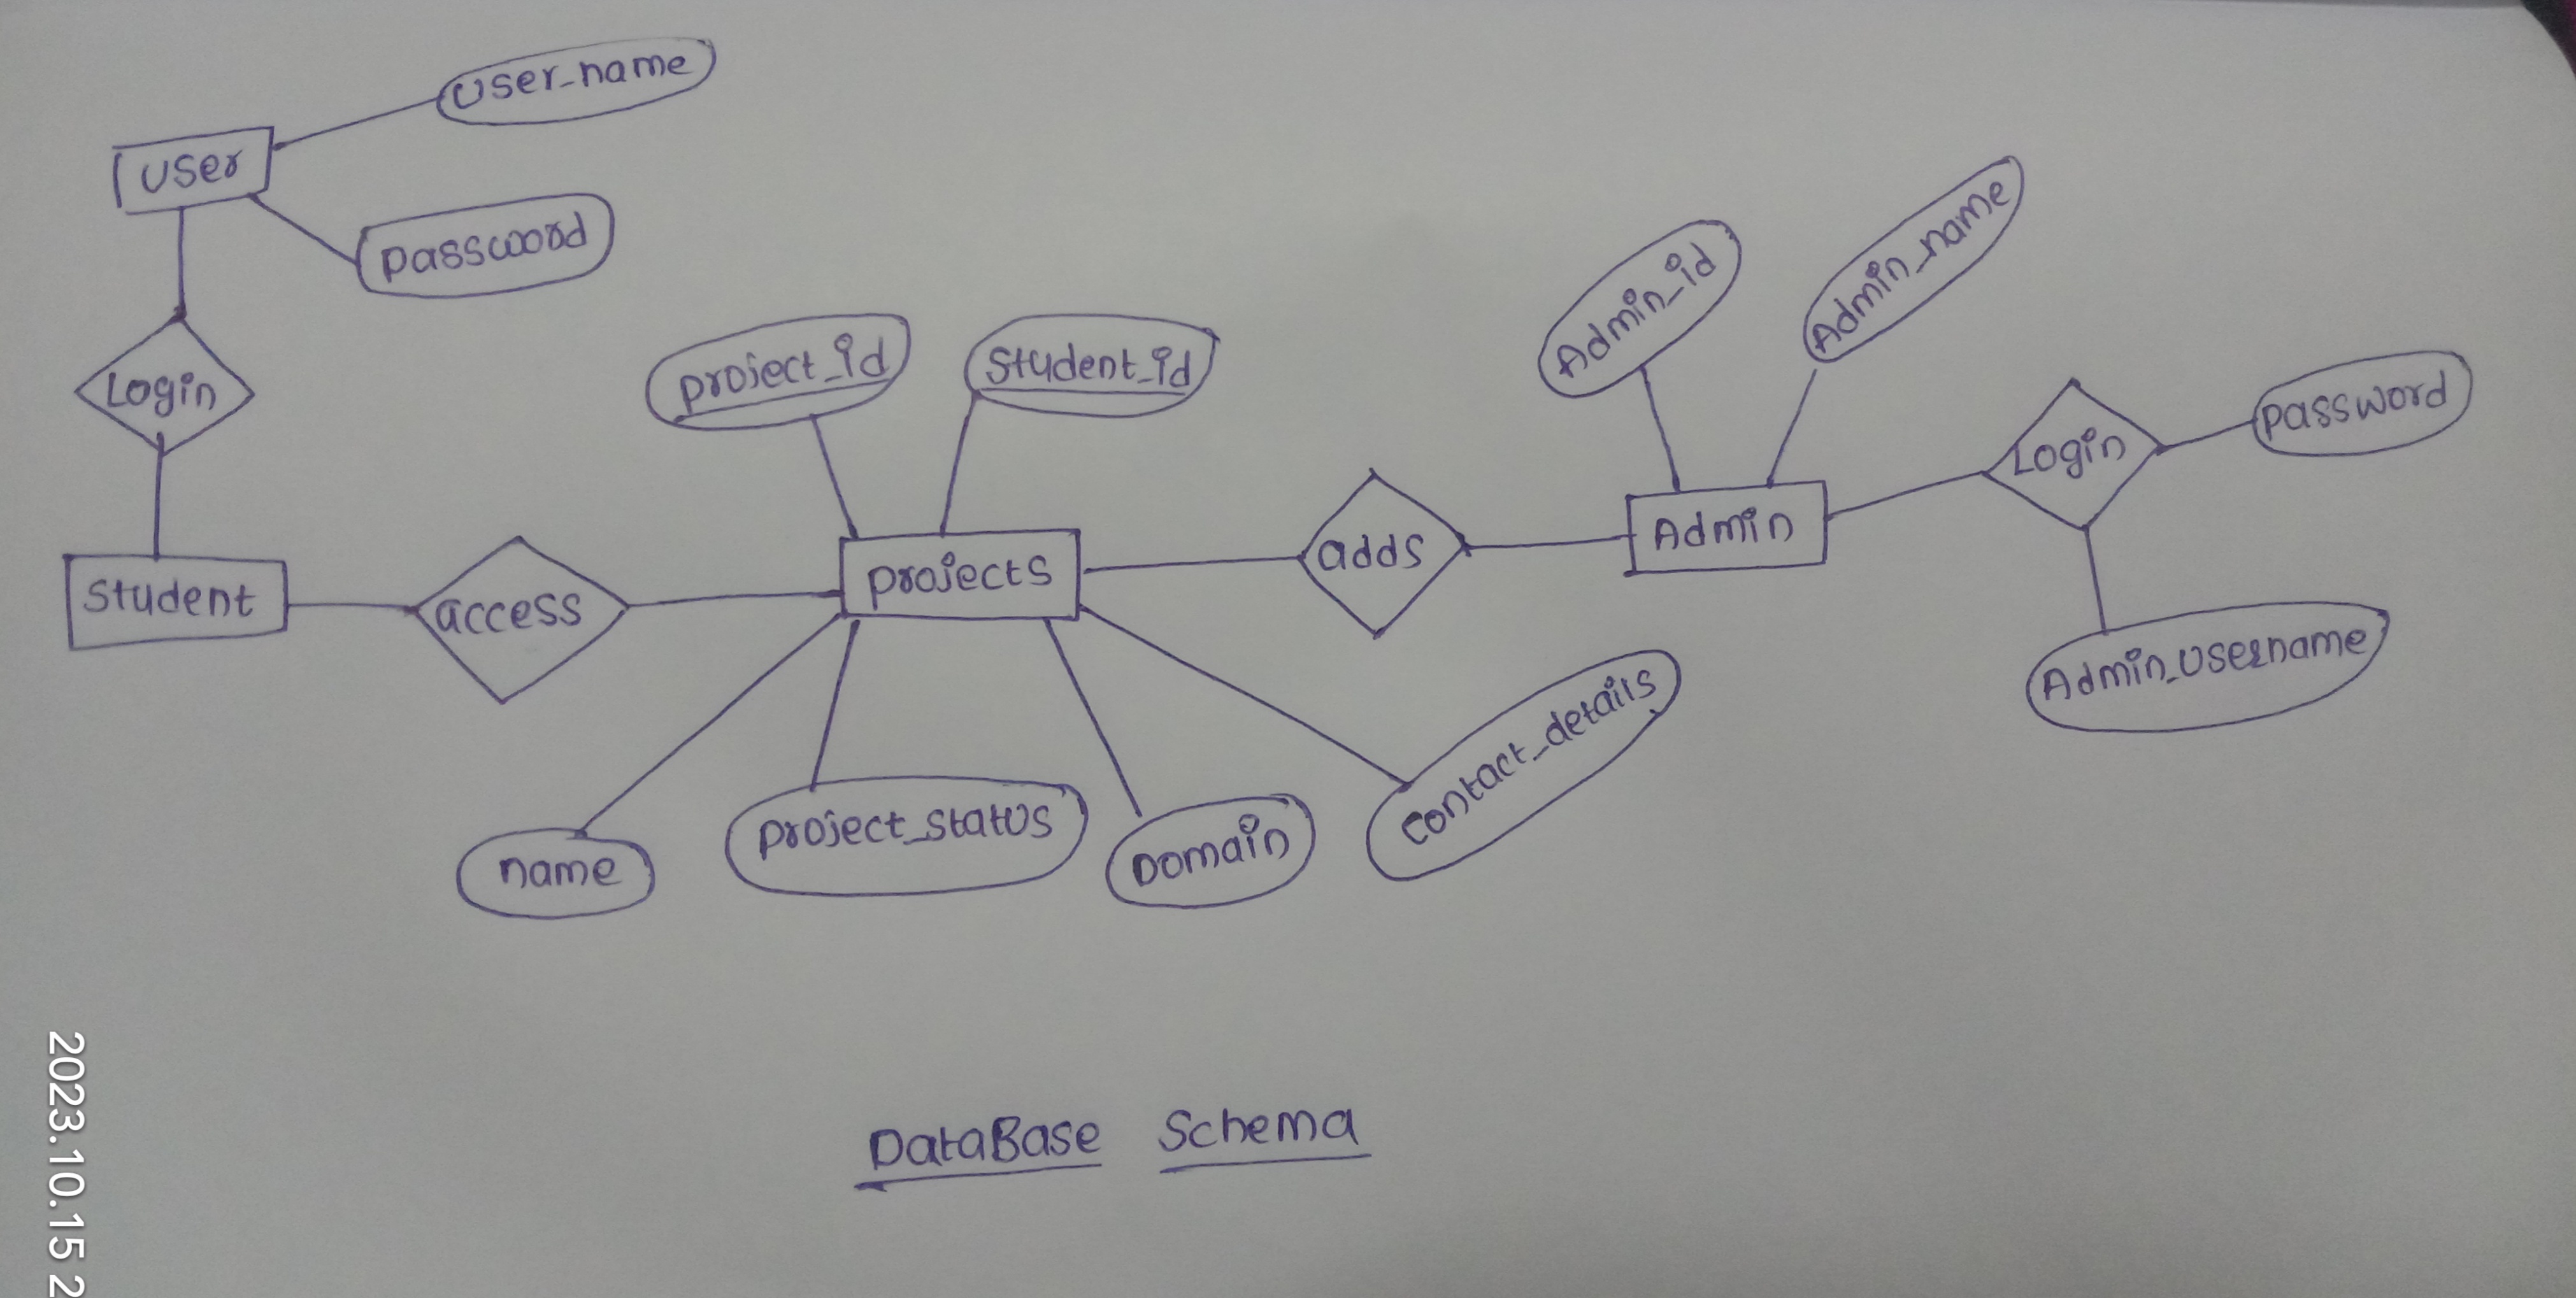 User_name
User
password
Login
Student
access
project_id
Student_id
projects
name
project_status
Domain
contact_details
adds
Admin_id
Admin_name
Admin
Login
password
Admin_Username
DataBase Schema
2023.10.15 2